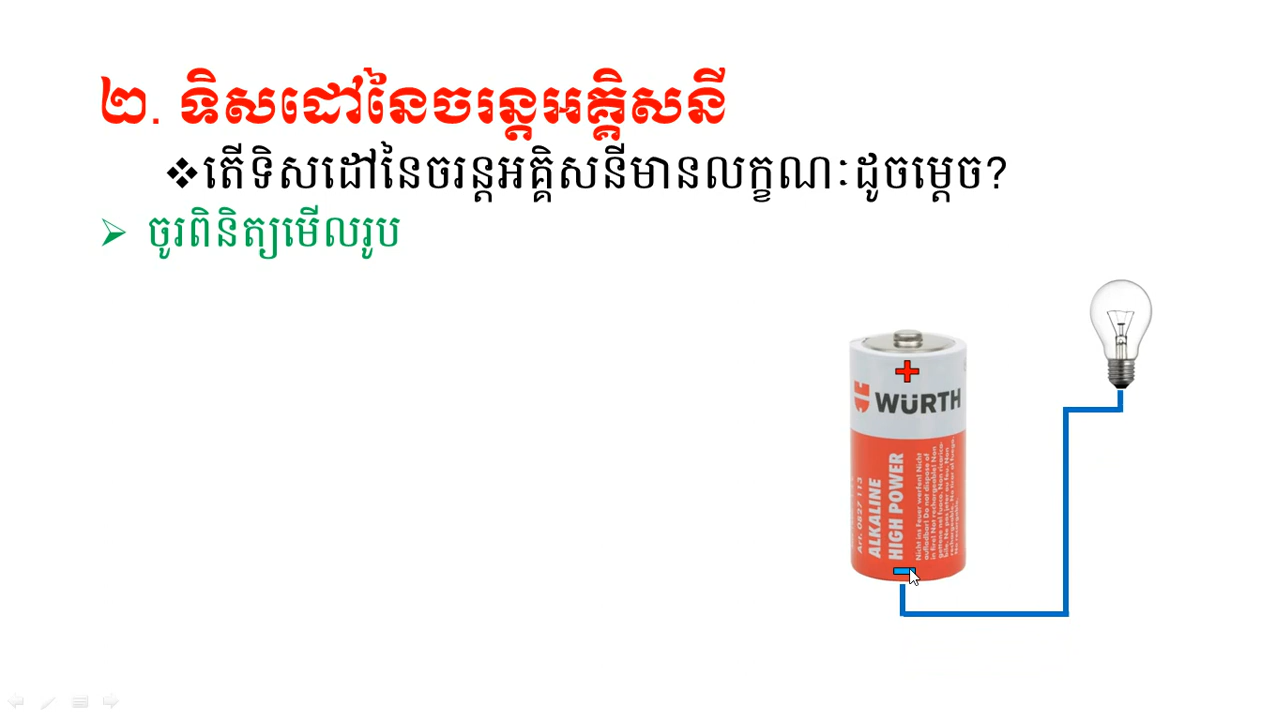 ២. ទិសដៅនៃចរន្តអគ្គិសនី
❖តើទិសដៅនៃចរន្តអគ្គិសនីមានលក្ខណៈដូចម្តេច?
➢ ចូរពិនិត្យមើលរូប
+
WÜRTH
ALKALINE
HIGH POWER
-